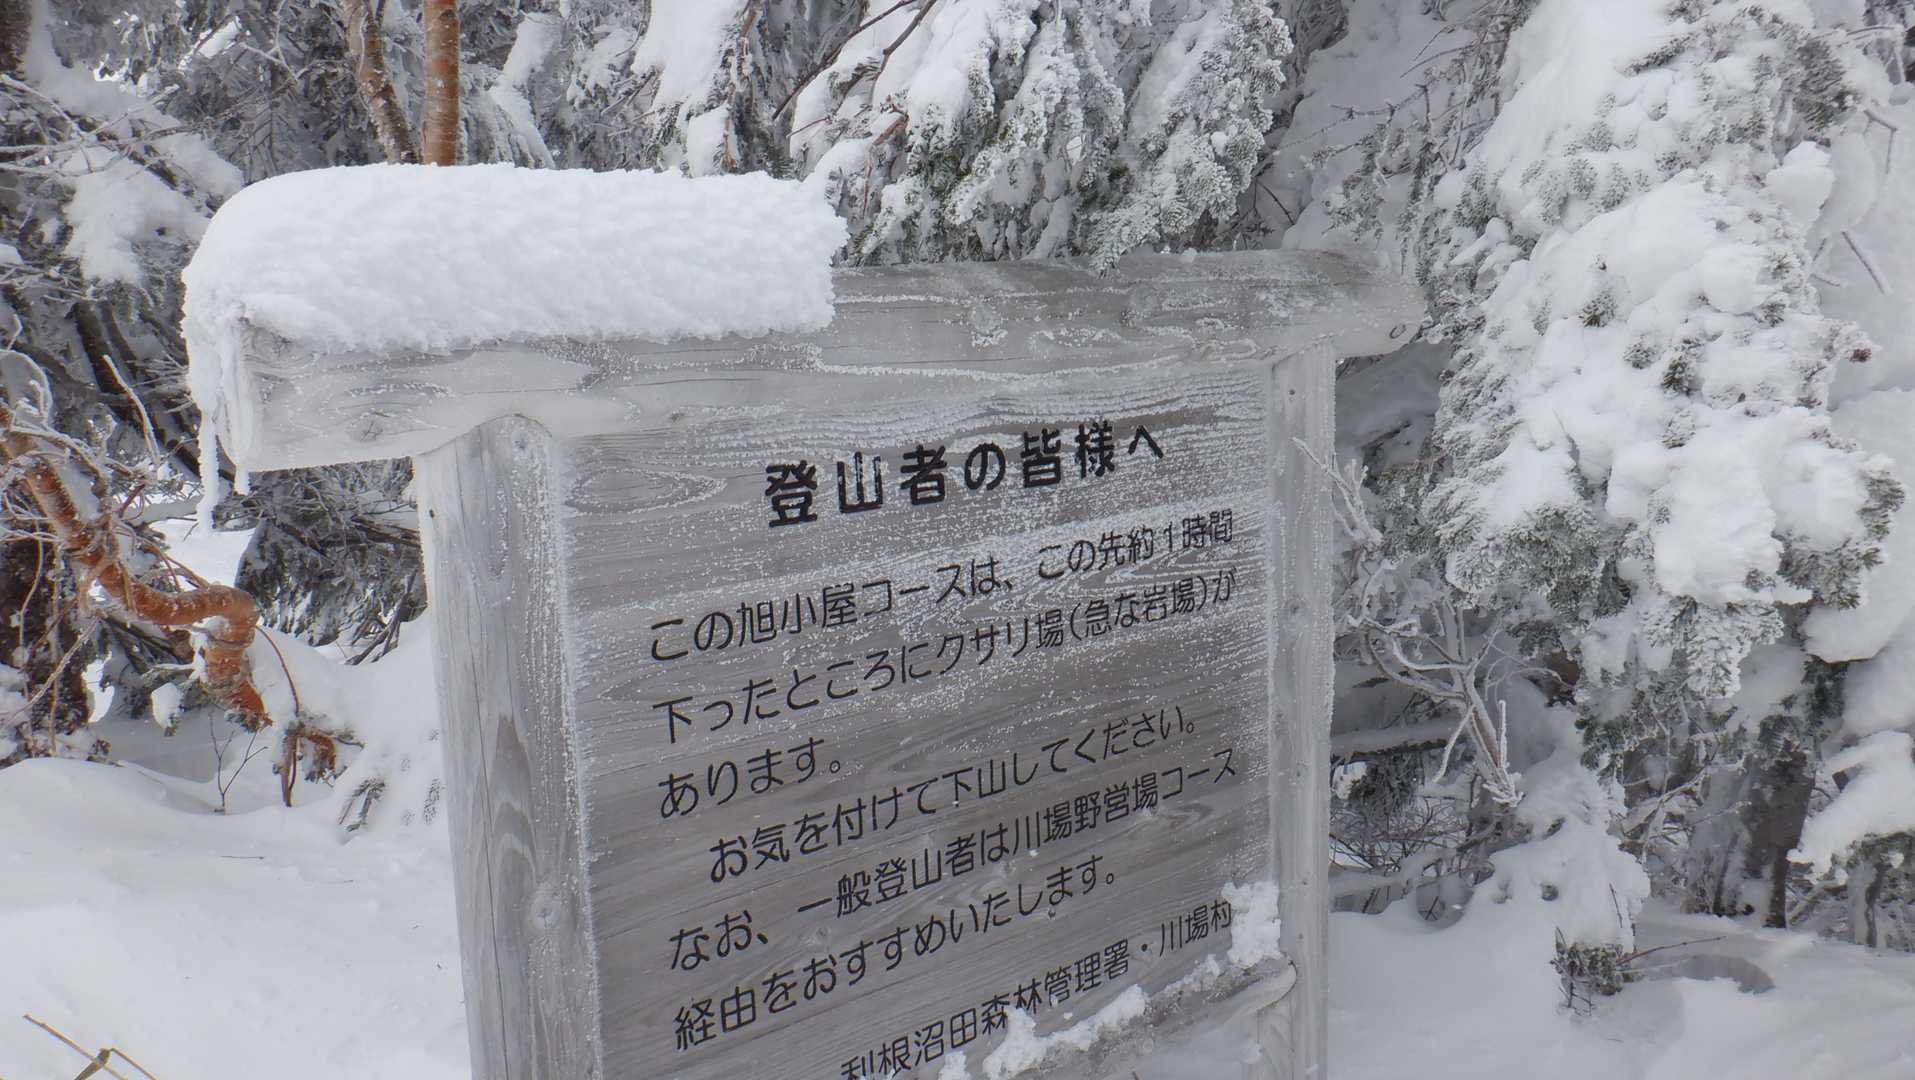 登山者の皆様へ
この旭小屋コースは、この先約1時間
下ったところにクサリ場(急な岩場)が
あります。
お気を付けて下山してください。
なお、一般登山者は川場野営場コース
経由をおすすめいたします。
利根沼田森林管理署・川場村